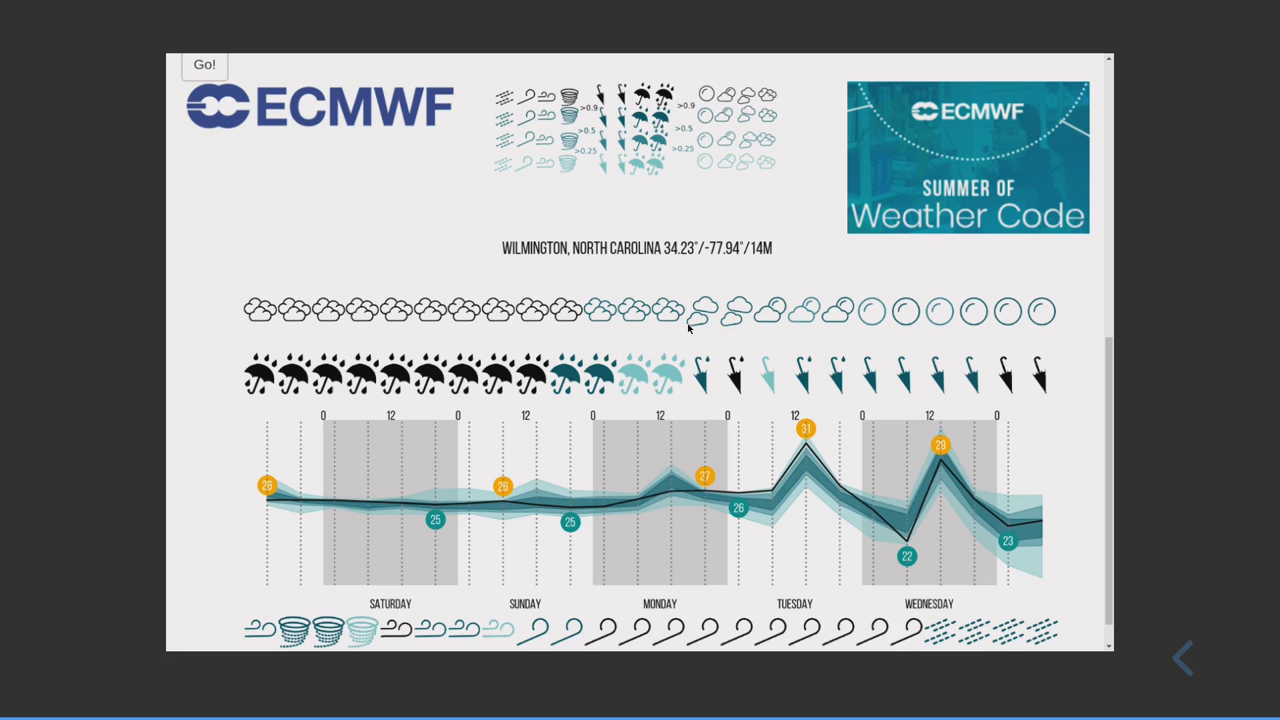 Go!
ECMWF
>0.9
>0.5
>0.25
>0.9
>0.5
>0.25
ECMWF
SUMMER OF
Weather Code
WILMINGTON, NORTH CAROLINA 34.23°/-77.94°/14M
0 12 0 12 0 12 0 12 0 12 0
31
29
28 26 27
25 25 26
22 23
SATURDAY SUNDAY MONDAY TUESDAY WEDNESDAY